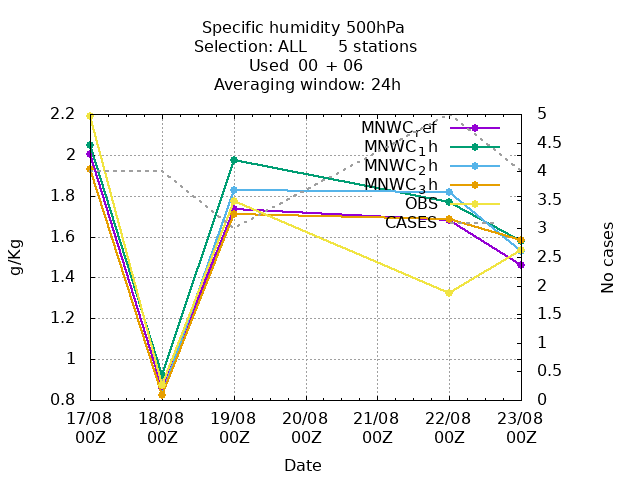 Specific humidity 500hPa
Selection: ALL 5 stations
Used 00 + 06
Averaging window: 24h
2.2
2
1.8
1.6
1.4
1.2
1
0.8
g/Kg
MNWC_ref
MNWC_1h
MNWC_2h
MNWC_3h
OBS
CASES
5
4.5
4
3.5
3
2.5
2
1.5
1
0.5
0
No cases
17/08 18/08 19/08 20/08 21/08 22/08 23/08
00Z 00Z 00Z 00Z 00Z 00Z 00Z
Date